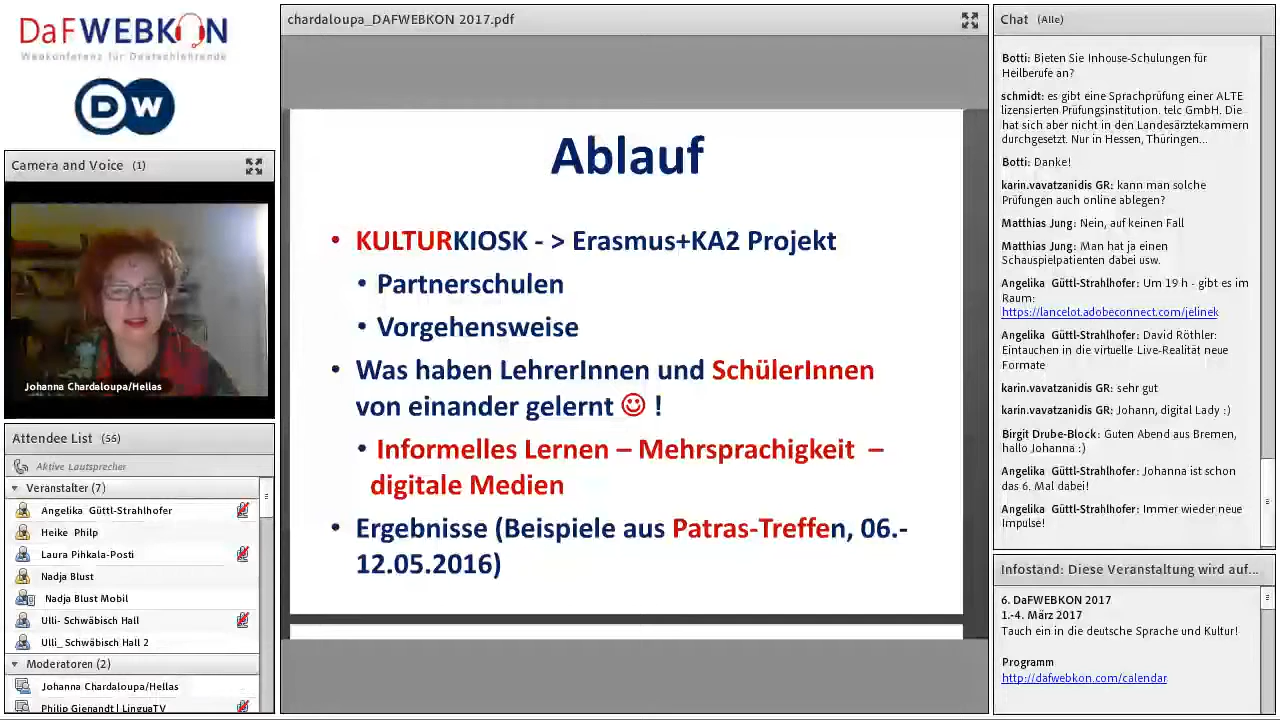 DaFWEBKON
Webkonferenz für Deutschlehrende
DW
Camera and Voice (1)
Johanna Chardaloupa/Hellas
Attendee List (56)
Aktive Lautsprecher
Veranstalter (7)
Angelika Güttl-Strahlhofer
Heike Philp
Laura Pihkala-Posti
Nadja Blust
Nadja Blust Mobil
Ulli- Schwäbisch Hall
Ulli_ Schwäbisch Hall 2
Moderatoren (2)
Johanna Chardaloupa/Hellas
Philip Gienandt | LinguaTV
chardaloupa_DAFWEBKON 2017.pdf
Ablauf
• KULTURKIOSK - > Erasmus+KA2 Projekt
• Partnerschulen
• Vorgehensweise
• Was haben LehrerInnen und SchülerInnen
von einander gelernt ☺ !
• Informelles Lernen – Mehrsprachigkeit –
digitale Medien
• Ergebnisse (Beispiele aus Patras-Treffen, 06.-
12.05.2016)
Chat (Alle)
Botti: Bieten Sie Inhouse-Schulungen für
Heilberufe an?
schmidt: es gibt eine Sprachprüfung einer ALTE
lizensierten Prüfungsinstitution. telc GmbH. Die
hat sich aber nicht in den Landesärztekammern
durchgesetzt. Nur in Hessen, Thüringen...
Botti: Danke!
karin.vavatzanidis GR: kann man solche
Prüfungen auch online ablegen?
Matthias Jung: Nein, auf keinen Fall
Matthias Jung: Man hat ja einen
Schauspielpatienten dabei usw.
Angelika Güttl-Strahlhofer: Um 19 h - gibt es im
Raum:
https://lancelot.adobeconnect.com/jelinek
Angelika Güttl-Strahlhofer: David Röthler:
Eintauchen in die virtuelle Live-Realität neue
Formate
karin.vavatzanidis GR: sehr gut
karin.vavatzanidis GR: Johann, digital Lady :)
Birgit Drube-Block: Guten Abend aus Bremen,
hallo Johanna :)
Angelika Güttl-Strahlhofer: Johanna ist schon
das 6. Mal dabei!
Angelika Güttl-Strahlhofer: Immer wieder neue
Impulse!
Infostand: Diese Veranstaltung wird auf...
6. DaFWEBKON 2017
1.-4. März 2017
Tauch ein in die deutsche Sprache und Kultur!
Programm
http://dafwebkon.com/calendar